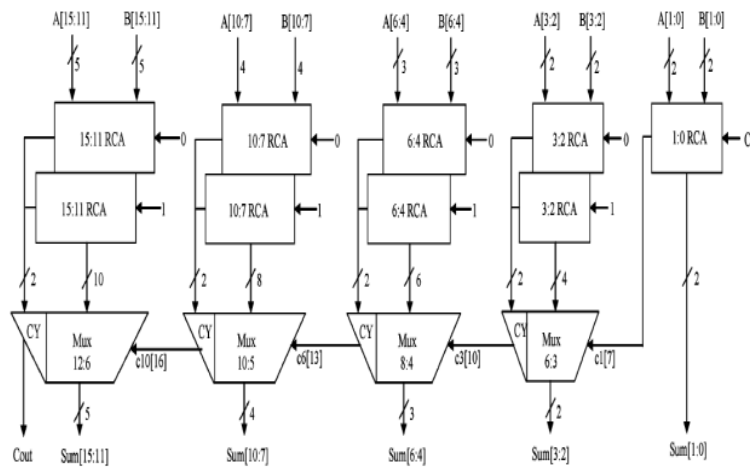 A[15:11] B[15:11] A[10:7] B[10:7] A[6:4] B[6:4] A[3:2] B[3:2] A[1:0] B[1:0]
5 5 4 4 3 3 2 2 2 2
15:11 RCA 0 10:7 RCA 0 6:4 RCA 0 3:2 RCA 0 1:0 RCA C
15:11 RCA 1 10:7 RCA 1 6:4 RCA 1 3:2 RCA 1
2 10 2 8 2 6 2 4 2
CY Mux CY Mux CY Mux CY Mux
12:6 c10[16] 10:5 c6[13] 8:4 c3[10] 6:3 c1[7]
5 4 3 2
Cout Sum[15:11] Sum[10:7] Sum[6:4] Sum[3:2] Sum[1:0]